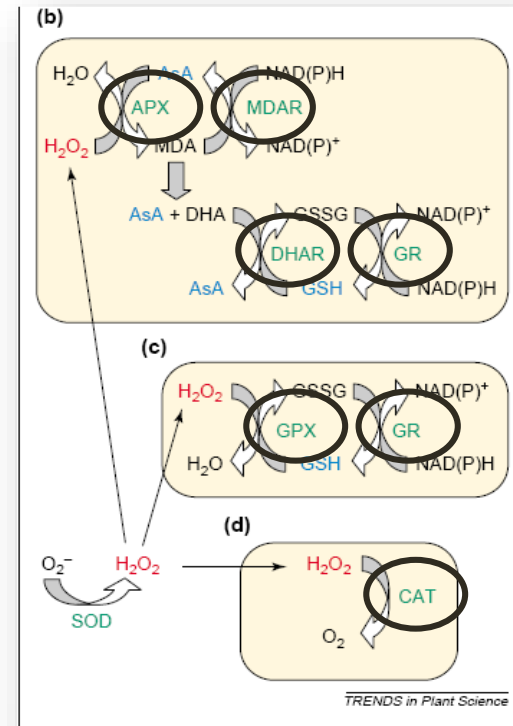 (b)
H₂O AsA NAD(P)H
APX MDAR
H₂O₂ MDA NAD(P)⁺
AsA + DHA GSSG NAD(P)⁺
DHAR GR
AsA GSH NAD(P)H
(c)
H₂O₂ GSSG NAD(P)⁺
GPX GR
H₂O GSH NAD(P)H
(d)
O₂⁻ H₂O₂ H₂O₂
CAT
SOD
O₂
TRENDS in Plant Science